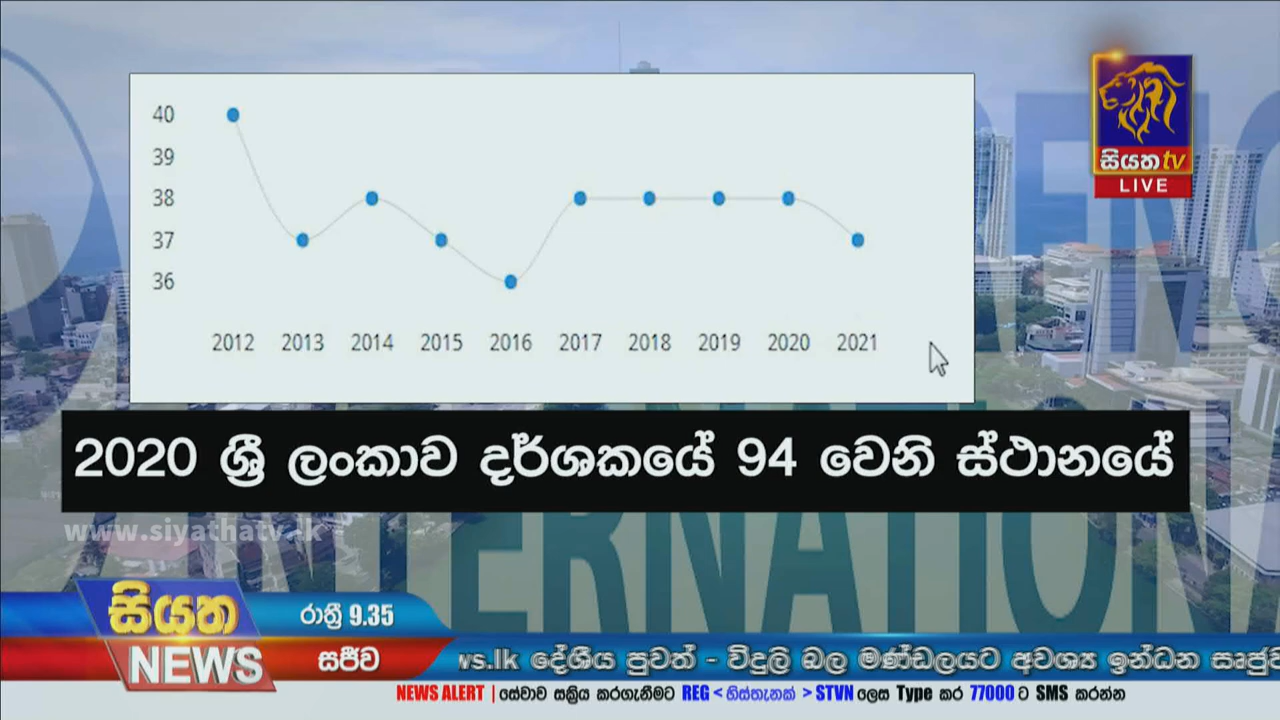 සියත tv
LIVE
40
39
38
37
36
2012 2013 2014 2015 2016 2017 2018 2019 2020 2021
2020 ශ්‍රී ලංකාව දර්ශකයේ 94 වෙනි ස්ථානයේ
www.siyathatv.lk
INTERNATION
සියත
NEWS
රාත්‍රී 9.35
සජීව
ws.lk දේශීය පුවත් - විදුලි බල මණ්ඩලයට අවශ්‍ය ඉන්ධන
NEWS ALERT | සේවාව සක්‍රිය කරගැනීමට REG < හිස්තැනක් > STVN ලෙස Type කර 77000 ට SMS කරන්න